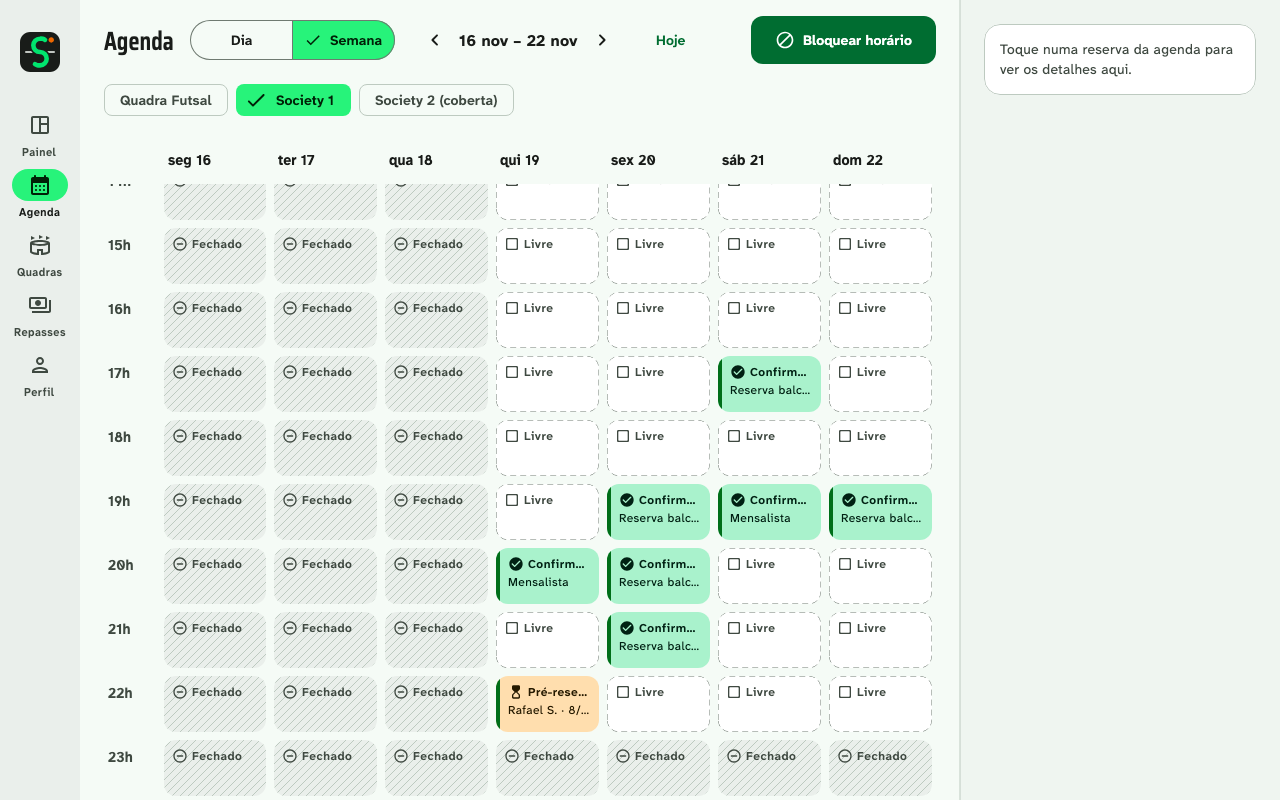 Agenda
Dia
Semana
16 nov – 22 nov
Hoje
Bloquear horário
Quadra Futsal
Society 1
Society 2 (coberta)
Toque numa reserva da agenda para
ver os detalhes aqui.
Painel
Agenda
Quadras
Repasses
Perfil
seg 16 ter 17 qua 18 qui 19 sex 20 sáb 21 dom 22
15h Fechado Fechado Fechado Livre Livre Livre Livre
16h Fechado Fechado Fechado Livre Livre Livre Livre
17h Fechado Fechado Fechado Livre Livre Confirm... Livre
Reserva balc...
18h Fechado Fechado Fechado Livre Livre Livre Livre
19h Fechado Fechado Fechado Livre Confirm... Confirm... Confirm...
Reserva balc... Mensalista Reserva balc...
20h Fechado Fechado Fechado Confirm... Confirm... Livre Livre
Mensalista Reserva balc...
21h Fechado Fechado Fechado Livre Confirm... Livre Livre
Reserva balc...
22h Fechado Fechado Fechado Pré-rese... Livre Livre Livre
Rafael S. · 8/...
23h Fechado Fechado Fechado Fechado Fechado Fechado Fechado